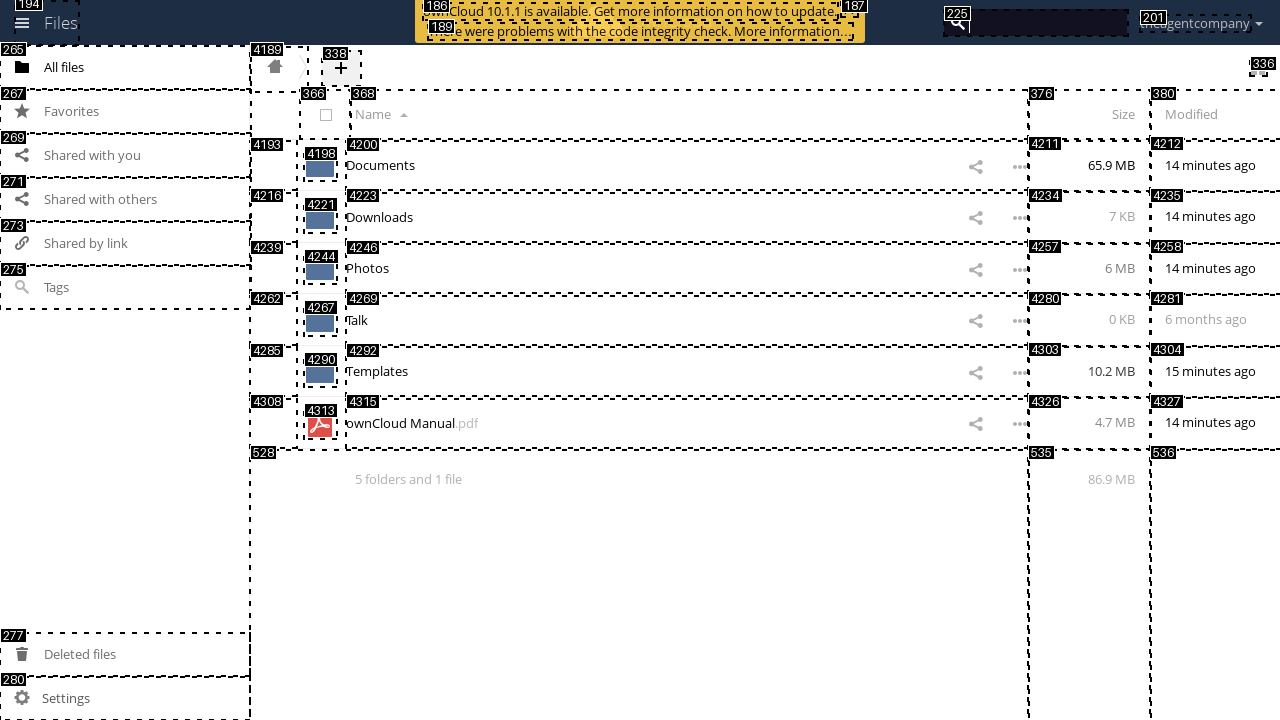 194
Files
186
ownCloud 10.1.1 is available. Get more information on how to update.
187
189
There were problems with the code integrity check. More information…
225
201
theagentcompany
265
All files
4189
338
336
267
Favorites
366
368
Name
376
Size
380
Modified
269
Shared with you
4193
4198
4200
Documents
4211
65.9 MB
4212
14 minutes ago
271
Shared with others
4216
4221
4223
Downloads
4234
7 KB
4235
14 minutes ago
273
Shared by link
4239
4244
4246
Photos
4257
6 MB
4258
14 minutes ago
275
Tags
4262
4267
4269
Talk
4280
0 KB
4281
6 months ago
4285
4290
4292
Templates
4303
10.2 MB
4304
15 minutes ago
4308
4313
4315
ownCloud Manual.pdf
4326
4.7 MB
4327
14 minutes ago
528
5 folders and 1 file
535
86.9 MB
536
277
Deleted files
280
Settings